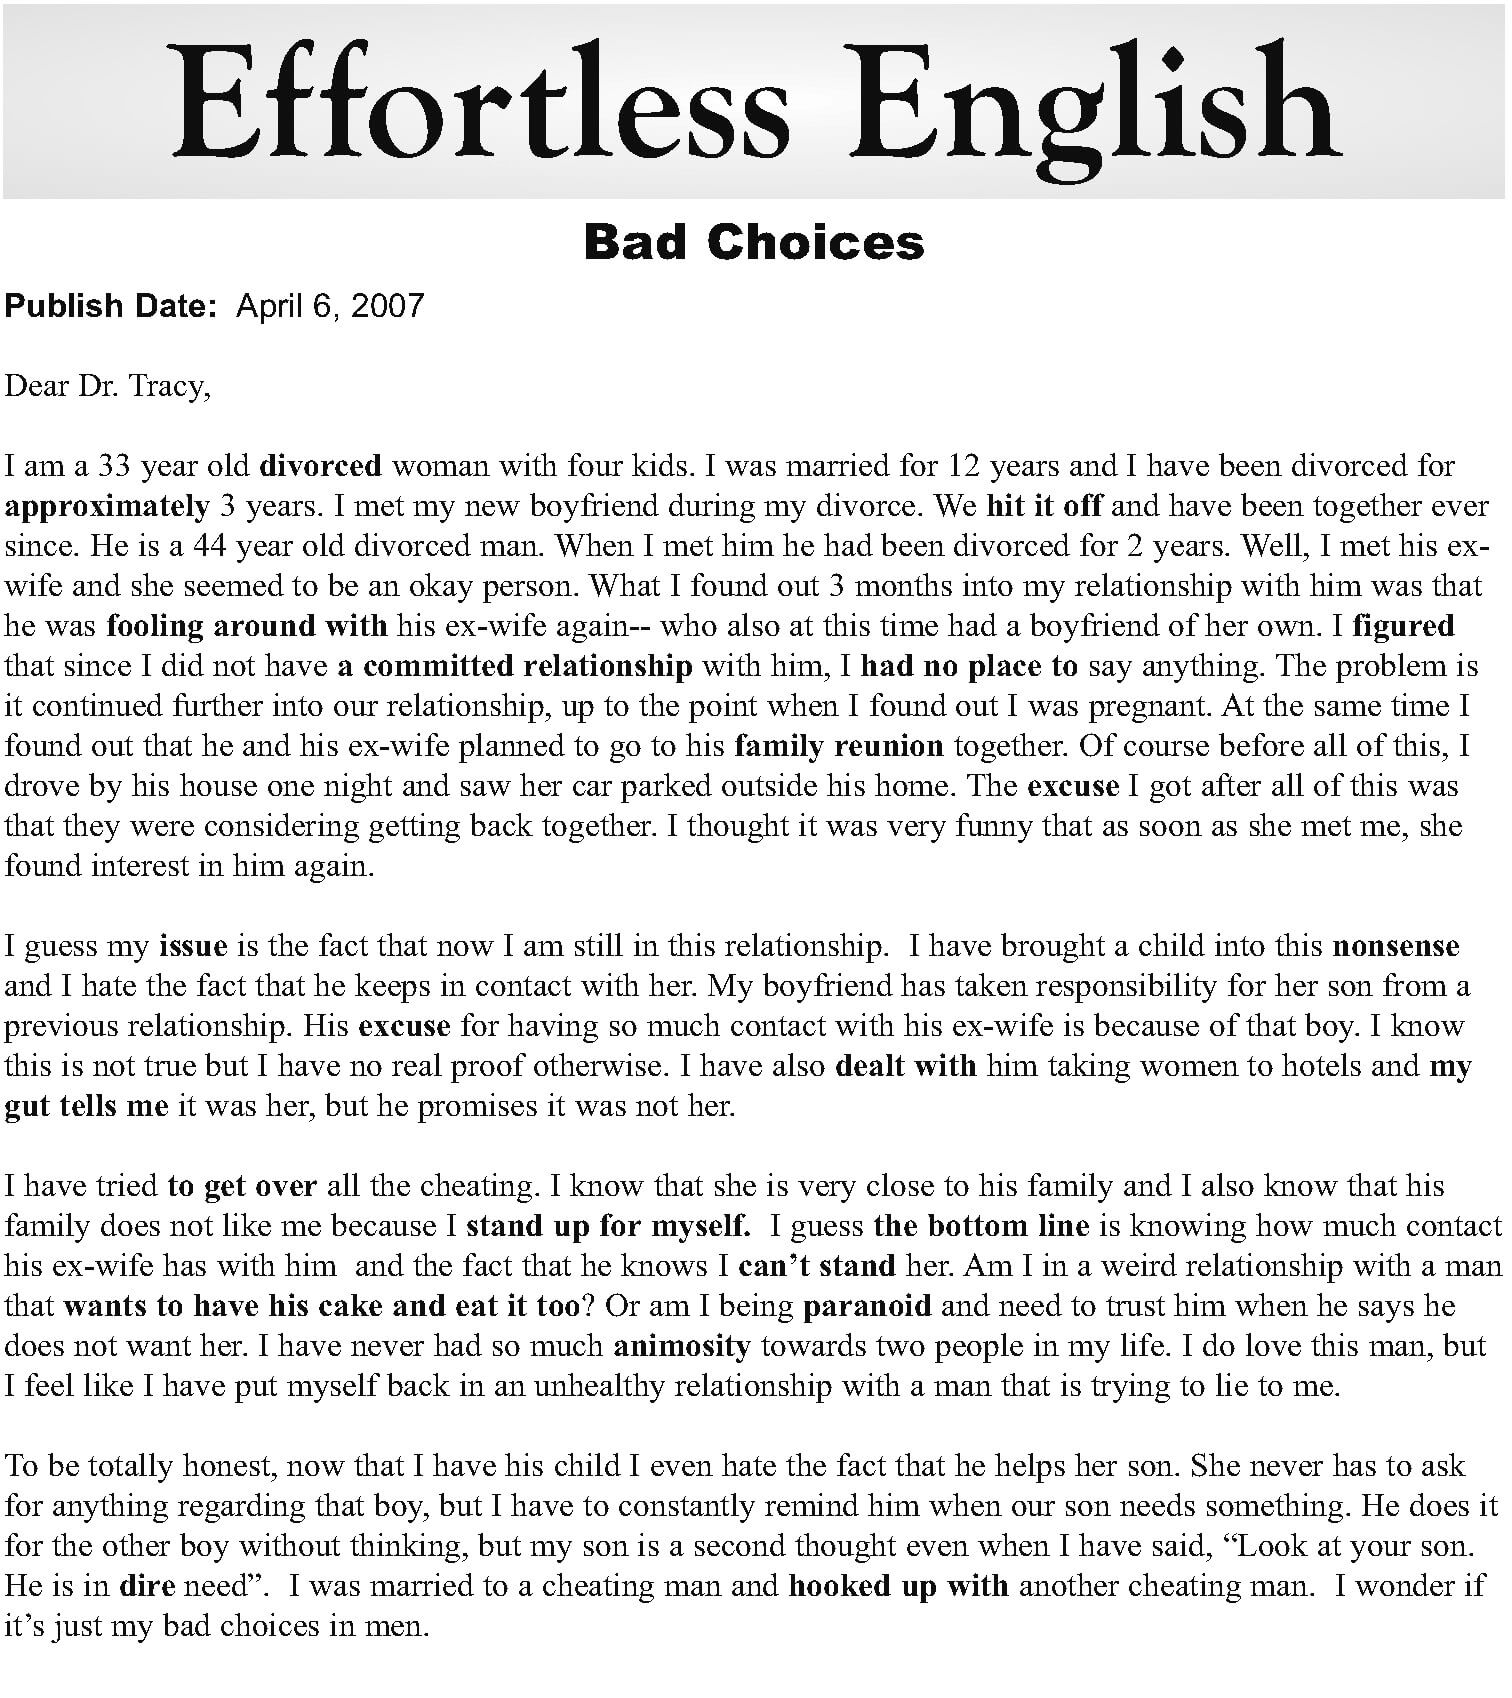 Effortless English
Bad Choices
Publish Date:  April 6, 2007
Dear Dr. Tracy,
I am a 33 year old divorced woman with four kids. I was married for 12 years and I have been divorced for
approximately 3 years. I met my new boyfriend during my divorce. We hit it off and have been together ever
since. He is a 44 year old divorced man. When I met him he had been divorced for 2 years. Well, I met his ex-
wife and she seemed to be an okay person. What I found out 3 months into my relationship with him was that
he was fooling around with his ex-wife again-- who also at this time had a boyfriend of her own. I figured
that since I did not have a committed relationship with him, I had no place to say anything. The problem is
it continued further into our relationship, up to the point when I found out I was pregnant. At the same time I
found out that he and his ex-wife planned to go to his family reunion together. Of course before all of this, I
drove by his house one night and saw her car parked outside his home. The excuse I got after all of this was
that they were considering getting back together. I thought it was very funny that as soon as she met me, she
found interest in him again.
I guess my issue is the fact that now I am still in this relationship.  I have brought a child into this nonsense
and I hate the fact that he keeps in contact with her. My boyfriend has taken responsibility for her son from a
previous relationship. His excuse for having so much contact with his ex-wife is because of that boy. I know
this is not true but I have no real proof otherwise. I have also dealt with him taking women to hotels and my
gut tells me it was her, but he promises it was not her.
I have tried to get over all the cheating. I know that she is very close to his family and I also know that his
family does not like me because I stand up for myself.  I guess the bottom line is knowing how much contact
his ex-wife has with him  and the fact that he knows I can’t stand her. Am I in a weird relationship with a man
that wants to have his cake and eat it too? Or am I being paranoid and need to trust him when he says he
does not want her. I have never had so much animosity towards two people in my life. I do love this man, but
I feel like I have put myself back in an unhealthy relationship with a man that is trying to lie to me.
To be totally honest, now that I have his child I even hate the fact that he helps her son. She never has to ask
for anything regarding that boy, but I have to constantly remind him when our son needs something. He does it
for the other boy without thinking, but my son is a second thought even when I have said, “Look at your son.
He is in dire need”.  I was married to a cheating man and hooked up with another cheating man.  I wonder if
it’s just my bad choices in men.